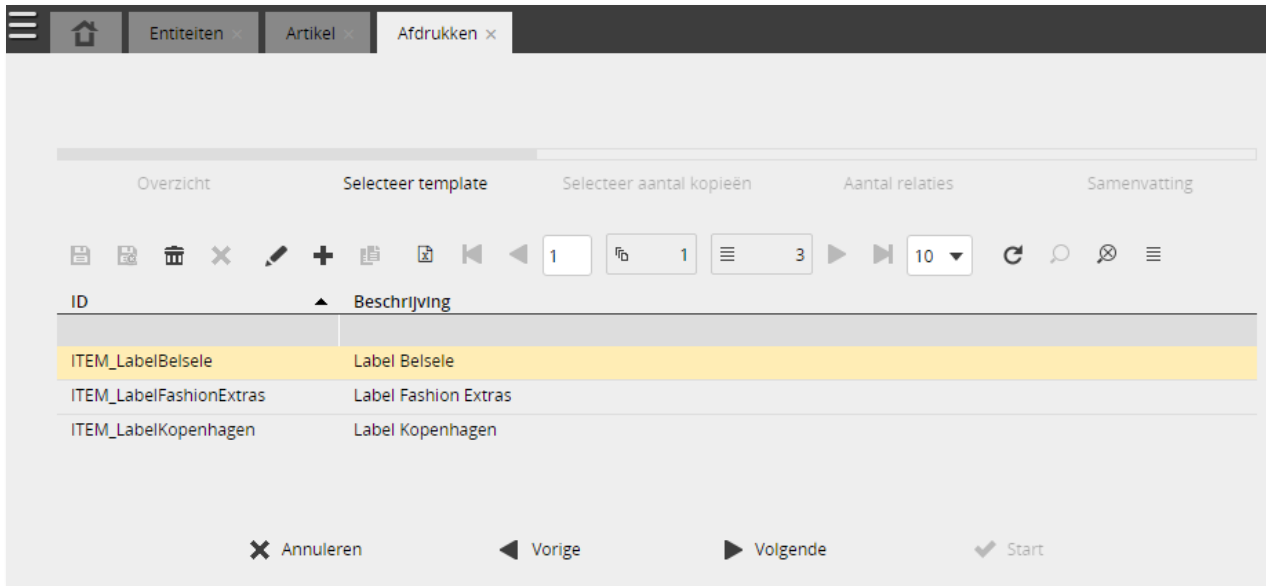 Entiteiten × Artikel × Afdrukken ×
Overzicht Selecteer template Selecteer aantal kopieën Aantal relaties Samenvatting
1 1 3 10
ID Beschrijving
ITEM_LabelBelsele Label Belsele
ITEM_LabelFashionExtras Label Fashion Extras
ITEM_LabelKopenhagen Label Kopenhagen
Annuleren Vorige Volgende Start